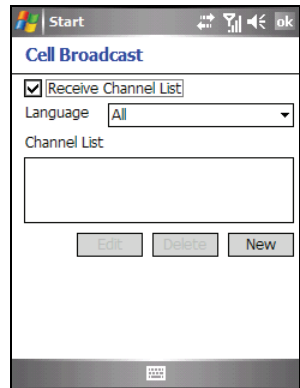 Start ok
Cell Broadcast
Receive Channel List
Language All
Channel List
Edit Delete New